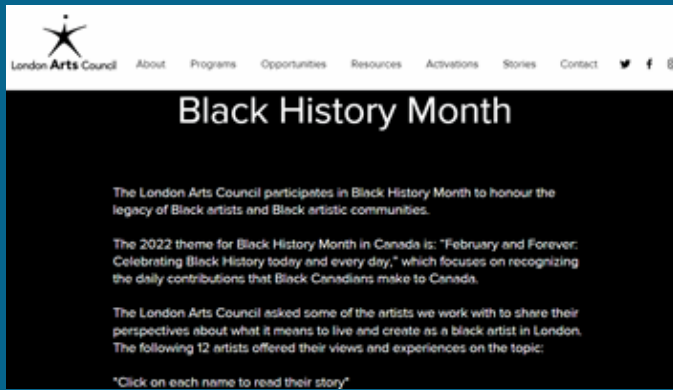 London Arts Council
About Programs Opportunities Resources Activations Stories Contact
Black History Month
The London Arts Council participates in Black History Month to honour the
legacy of Black artists and Black artistic communities.
The 2022 theme for Black History Month in Canada is: "February and Forever:
Celebrating Black History today and every day," which focuses on recognizing
the daily contributions that Black Canadians make to Canada.
The London Arts Council asked some of the artists we work with to share their
perspectives about what it means to live and create as a black artist in London.
The following 12 artists offered their views and experiences on the topic:
"Click on each name to read their story"